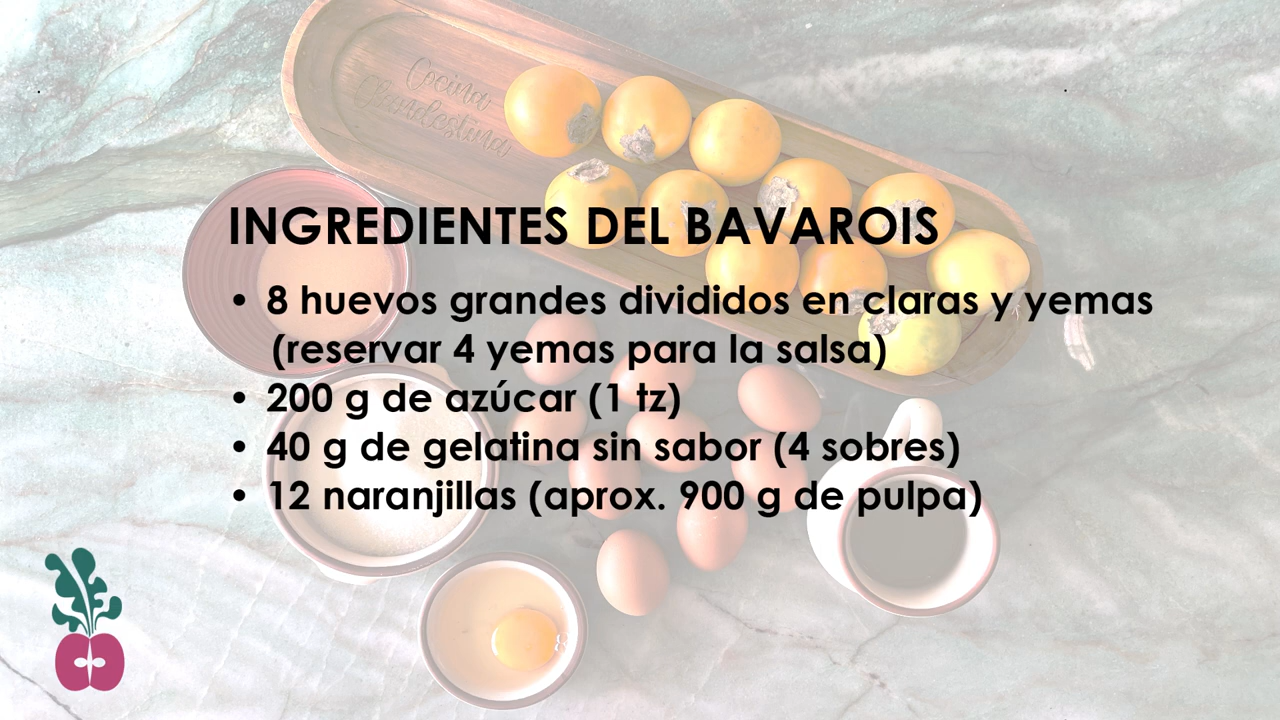 Cocina
Clandestina
INGREDIENTES DEL BAVAROIS
• 8 huevos grandes divididos en claras y yemas
(reservar 4 yemas para la salsa)
• 200 g de azúcar (1 tz)
• 40 g de gelatina sin sabor (4 sobres)
• 12 naranjillas (aprox. 900 g de pulpa)